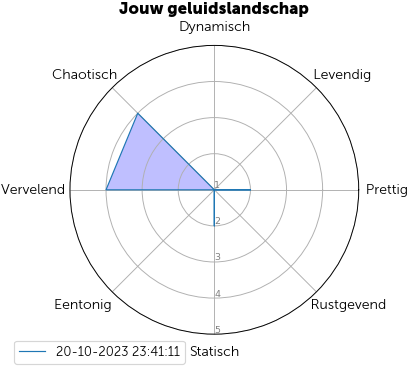 Jouw geluidslandschap
Dynamisch
Chaotisch
Levendig
Vervelend
1
Prettig
2
3
4
Eentonig
Rustgevend
5
20-10-2023 23:41:11
Statisch